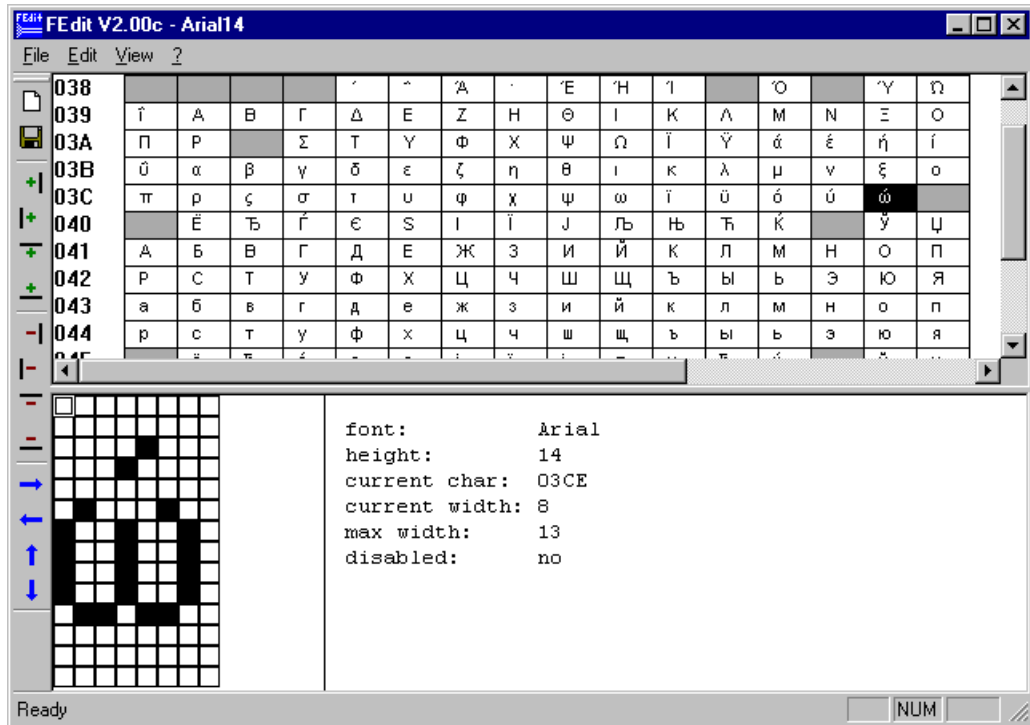 FEdit V2.00c - Arial14
File Edit View ?
038 ΄ ΅ Ά · Έ Ή Ί Ό Ύ Ώ
039 ΐ Α Β Γ Δ Ε Ζ Η Θ Ι Κ Λ Μ Ν Ξ Ο
03A Π Ρ Σ Τ Υ Φ Χ Ψ Ω Ϊ Ϋ ά έ ή ί
03B ΰ α β γ δ ε ζ η θ ι κ λ μ ν ξ ο
03C π ρ ς σ τ υ φ χ ψ ω ϊ ϋ ό ύ ώ
040 Ё Ђ Ѓ Є Ѕ І Ї Ј Љ Њ Ћ Ќ Ў Џ
041 А Б В Г Д Е Ж З И Й К Л М Н О П
042 Р С Т У Ф Х Ц Ч Ш Щ Ъ Ы Ь Э Ю Я
043 а б в г д е ж з и й к л м н о п
044 р с т у ф х ц ч ш щ ъ ы ь э ю я
font: Arial
height: 14
current char: 03CE
current width: 8
max width: 13
disabled: no
Ready NUM